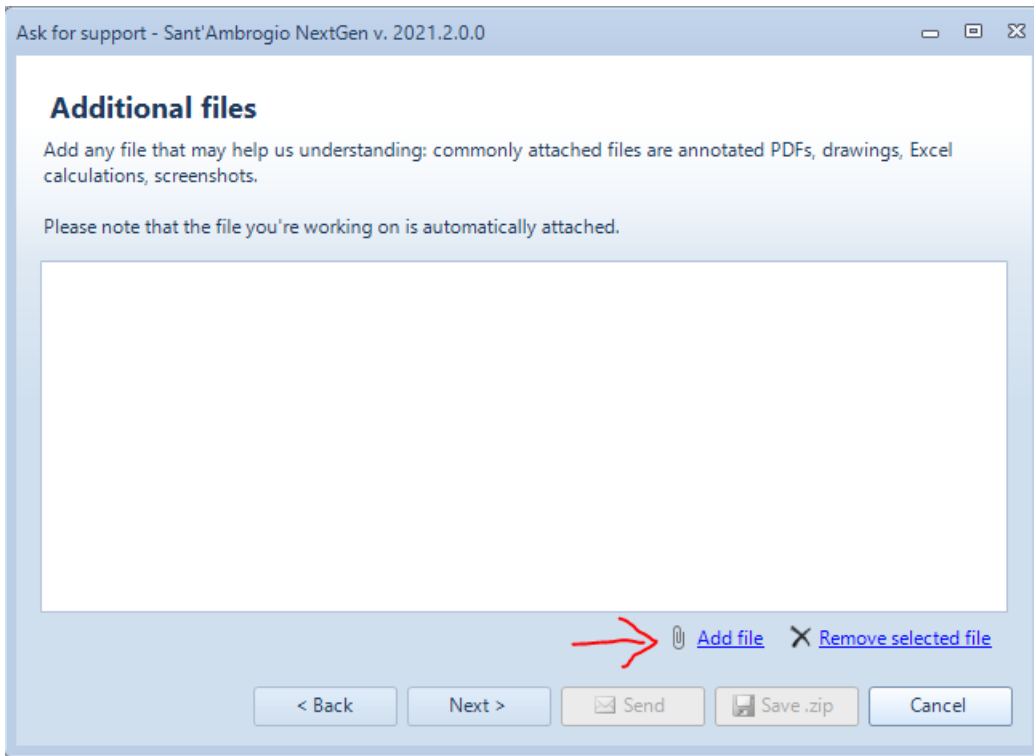 Ask for support - Sant'Ambrogio NextGen v. 2021.2.0.0
Additional files
Add any file that may help us understanding: commonly attached files are annotated PDFs, drawings, Excel
calculations, screenshots.
Please note that the file you're working on is automatically attached.
Add file Remove selected file
< Back Next > Send Save .zip Cancel